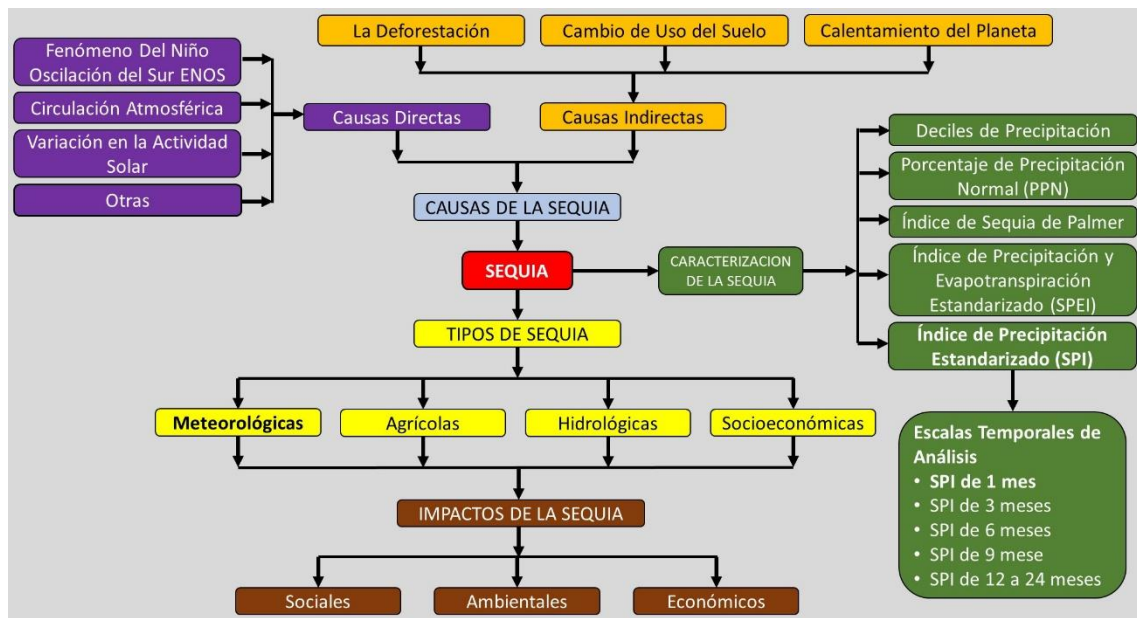 La Deforestación
Cambio de Uso del Suelo
Calentamiento del Planeta
Fenómeno Del Niño
Oscilación del Sur ENOS
Circulación Atmosférica
Variación en la Actividad
Solar
Otras
Causas Directas
Causas Indirectas
CAUSAS DE LA SEQUIA
SEQUIA
CARACTERIZACION
DE LA SEQUIA
Deciles de Precipitación
Porcentaje de Precipitación
Normal (PPN)
Índice de Sequia de Palmer
Índice de Precipitación y
Evapotranspiración
Estandarizado (SPEI)
Índice de Precipitación
Estandarizado (SPI)
Escalas Temporales de
Análisis
• SPI de 1 mes
• SPI de 3 meses
• SPI de 6 meses
• SPI de 9 mese
• SPI de 12 a 24 meses
TIPOS DE SEQUIA
Meteorológicas
Agrícolas
Hidrológicas
Socioeconómicas
IMPACTOS DE LA SEQUIA
Sociales
Ambientales
Económicos